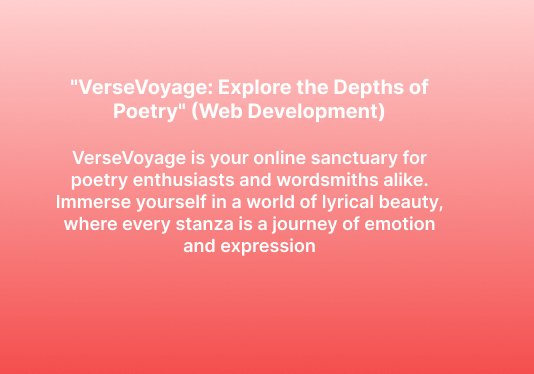 "VerseVoyage: Explore the Depths of
Poetry" (Web Development)
VerseVoyage is your online sanctuary for
poetry enthusiasts and wordsmiths alike.
Immerse yourself in a world of lyrical beauty,
where every stanza is a journey of emotion
and expression